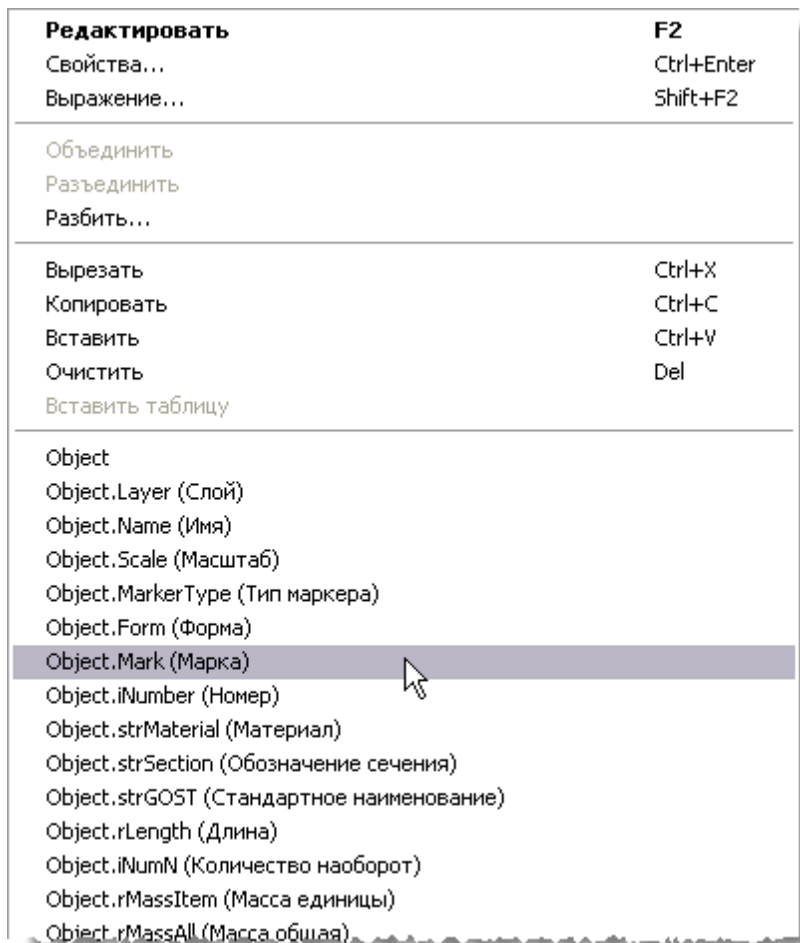 Редактировать F2
Свойства... Ctrl+Enter
Выражение... Shift+F2
Объединить
Разъединить
Разбить...
Вырезать Ctrl+X
Копировать Ctrl+C
Вставить Ctrl+V
Очистить Del
Вставить таблицу
Object
Object.Layer (Слой)
Object.Name (Имя)
Object.Scale (Масштаб)
Object.MarkerType (Тип маркера)
Object.Form (Форма)
Object.Mark (Марка)
Object.iNumber (Номер)
Object.strMaterial (Материал)
Object.strSection (Обозначение сечения)
Object.strGOST (Стандартное наименование)
Object.rLength (Длина)
Object.iNumN (Количество наоборот)
Object.rMassItem (Масса единицы)
Object.rMassAll (Масса общая)